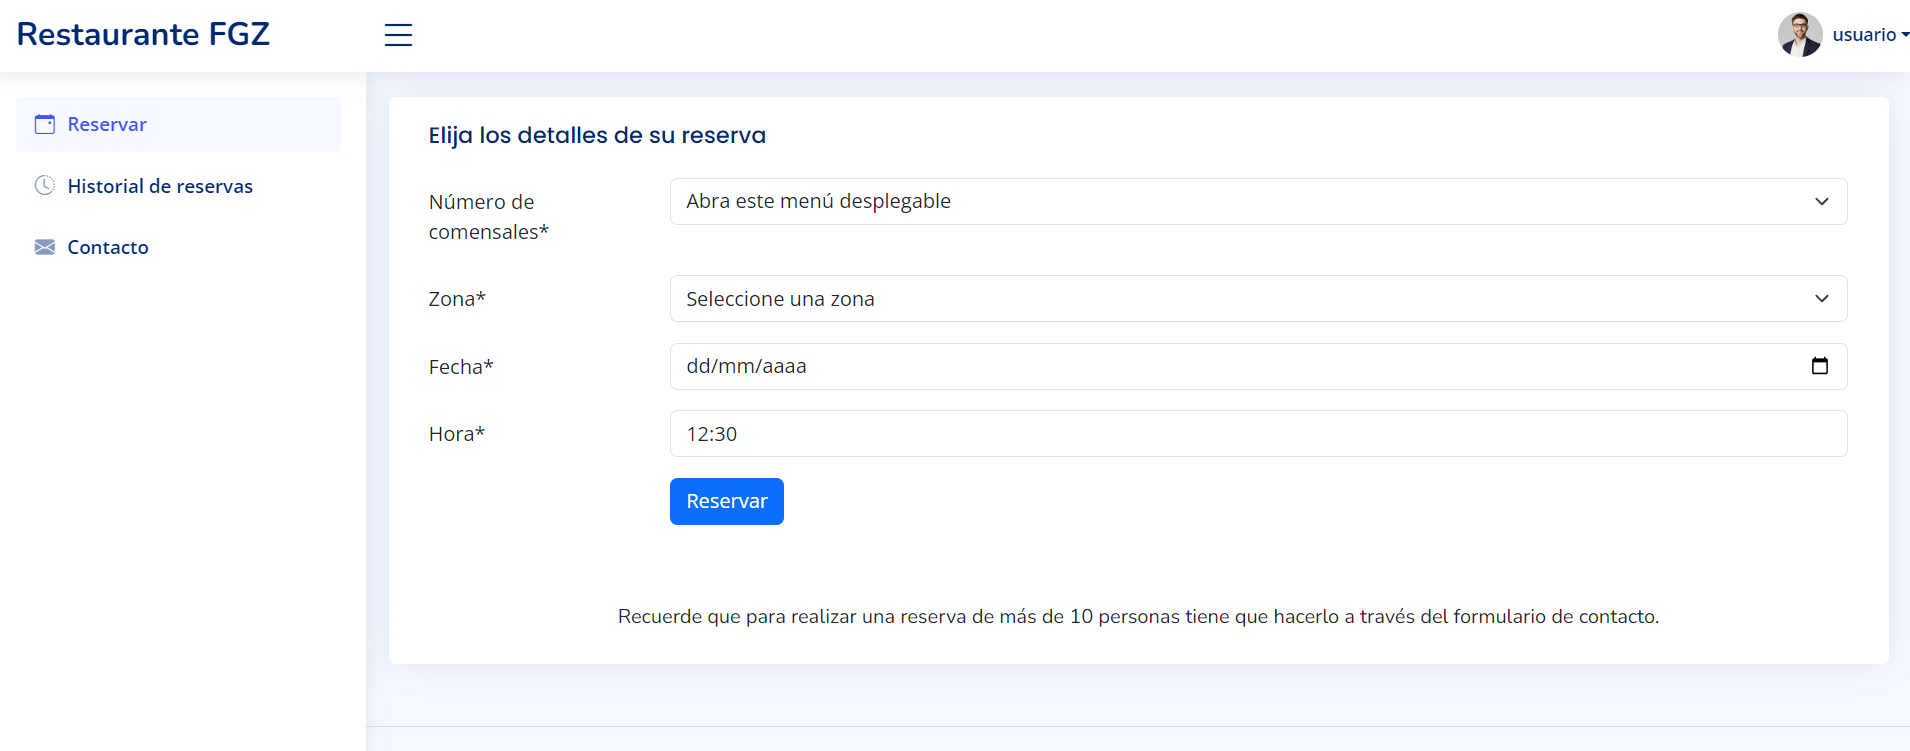 Restaurante FGZ
usuario
Reservar
Historial de reservas
Contacto
Elija los detalles de su reserva
Número de
comensales*
Abra este menú desplegable
Zona*
Seleccione una zona
Fecha*
dd/mm/aaaa
Hora*
12:30
Reservar
Recuerde que para realizar una reserva de más de 10 personas tiene que hacerlo a través del formulario de contacto.